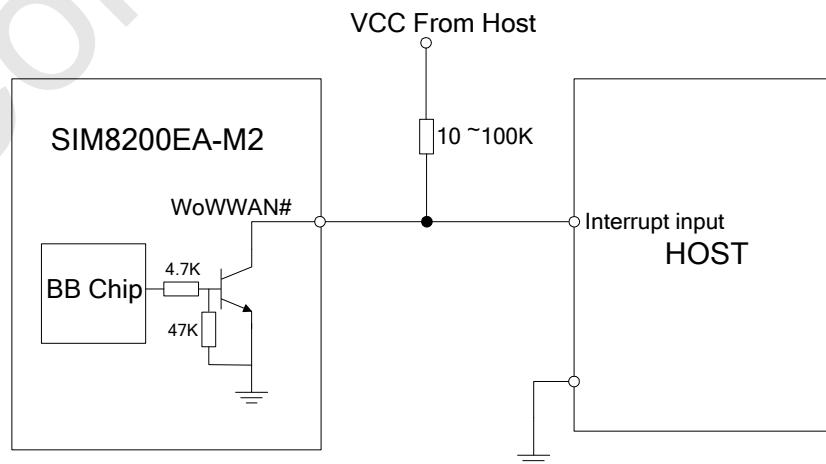 VCC From Host
10 ~100K
SIM8200EA-M2
WoWWAN#
Interrupt input
HOST
BB Chip
4.7K
47K